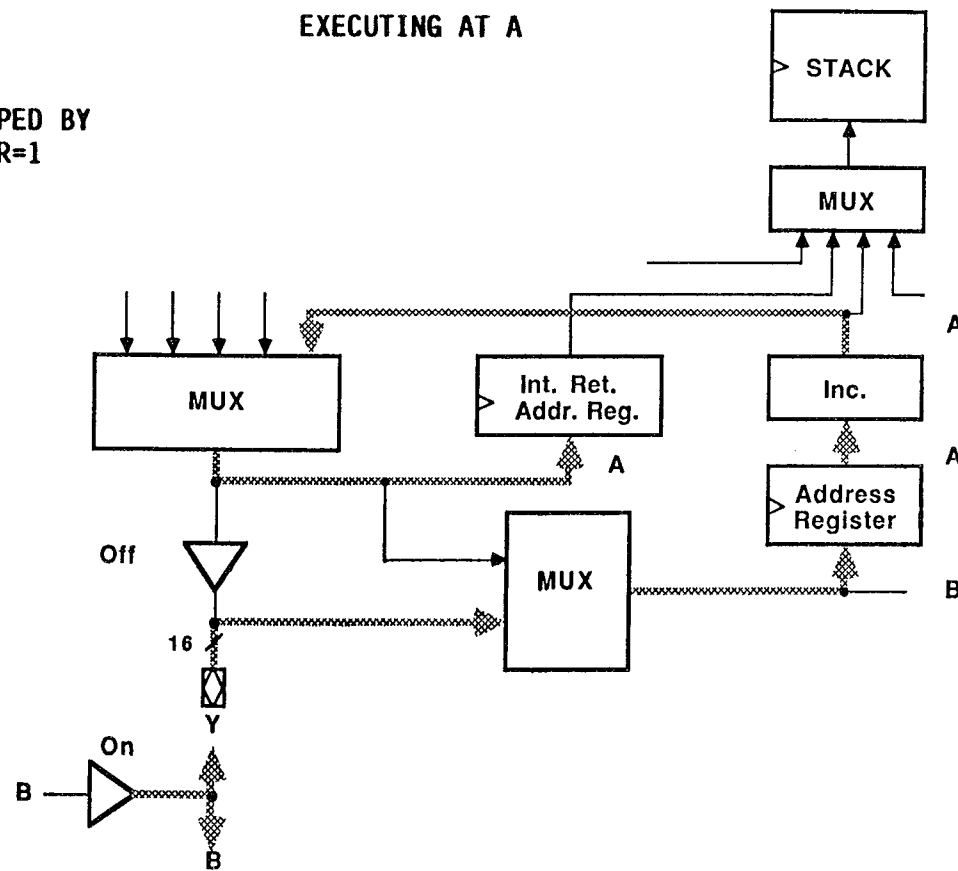 EXECUTING AT A
STACK
PED BY
R=1
MUX
A
MUX
Int. Ret.
Addr. Reg.
Inc.
A
A
Address
Register
Off
MUX
B
16
Y
On
B
B